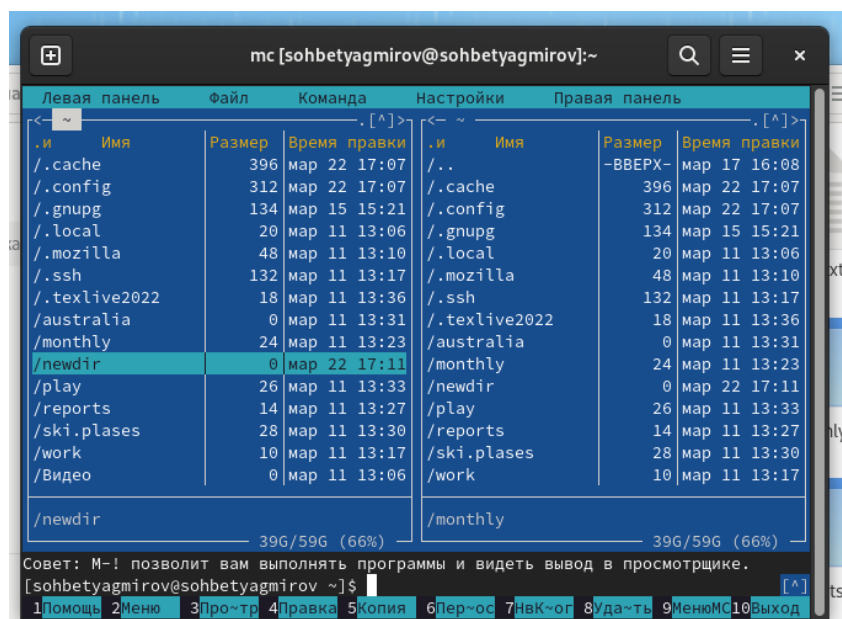 mc [sohbetyagmirov@sohbetyagmirov]:~
Левая панель Файл Команда Настройки Правая панель
<— ~ .[^]> <— ~ .[^]>
.и Имя Размер Время правки .и Имя Размер Время правки
/.cache 396 мар 22 17:07 /.. -ВВЕРХ- мар 17 16:08
/.config 312 мар 22 17:07 /.cache 396 мар 22 17:07
/.gnupg 134 мар 15 15:21 /.config 312 мар 22 17:07
/.local 20 мар 11 13:06 /.gnupg 134 мар 15 15:21
/.mozilla 48 мар 11 13:10 /.local 20 мар 11 13:06
/.ssh 132 мар 11 13:17 /.mozilla 48 мар 11 13:10
/.texlive2022 18 мар 11 13:36 /.ssh 132 мар 11 13:17
/australia 0 мар 11 13:31 /.texlive2022 18 мар 11 13:36
/monthly 24 мар 11 13:23 /australia 0 мар 11 13:31
/newdir 0 мар 22 17:11 /monthly 24 мар 11 13:23
/play 26 мар 11 13:33 /newdir 0 мар 22 17:11
/reports 14 мар 11 13:27 /play 26 мар 11 13:33
/ski.plases 28 мар 11 13:30 /reports 14 мар 11 13:27
/work 10 мар 11 13:17 /ski.plases 28 мар 11 13:30
/Видео 0 мар 11 13:06 /work 10 мар 11 13:17
/newdir /monthly
39G/59G (66%) 39G/59G (66%)
Совет: M-! позволит вам выполнять программы и видеть вывод в просмотрщике.
[sohbetyagmirov@sohbetyagmirov ~]$ [^]
1Помощь 2Меню 3Про~тр 4Правка 5Копия 6Пер~ос 7НвК~ог 8Уда~ть 9МенюМС 10Выход